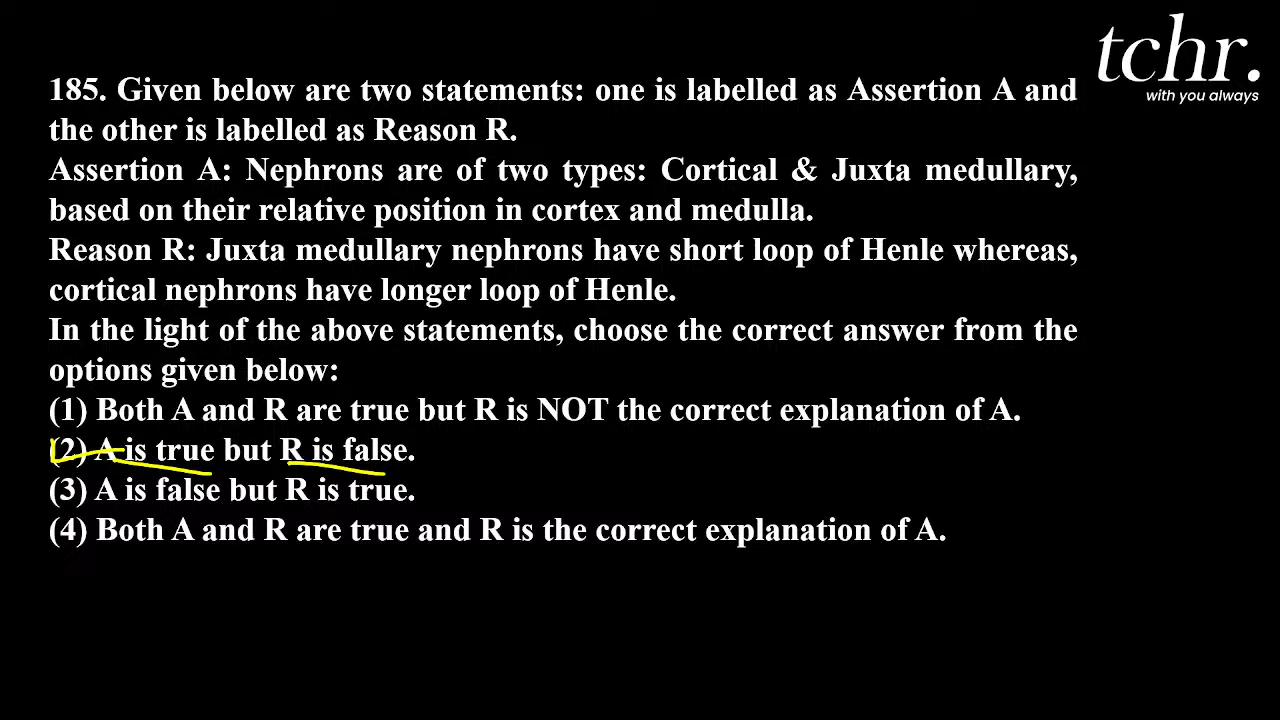 tchr.
with you always
185. Given below are two statements: one is labelled as Assertion A and
the other is labelled as Reason R.
Assertion A: Nephrons are of two types: Cortical & Juxta medullary,
based on their relative position in cortex and medulla.
Reason R: Juxta medullary nephrons have short loop of Henle whereas,
cortical nephrons have longer loop of Henle.
In the light of the above statements, choose the correct answer from the
options given below:
(1) Both A and R are true but R is NOT the correct explanation of A.
(2) A is true but R is false.
(3) A is false but R is true.
(4) Both A and R are true and R is the correct explanation of A.